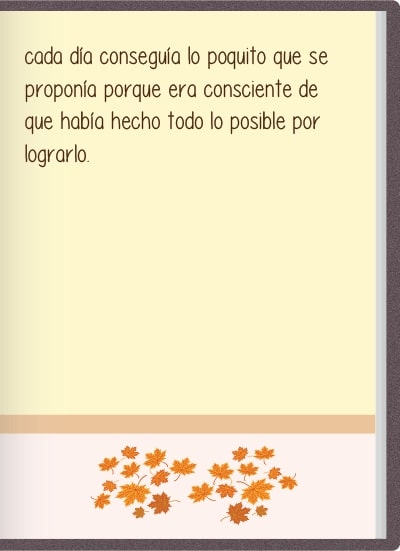 cada día conseguía lo poquito que se
proponía porque era consciente de
que había hecho todo lo posible por
lograrlo.